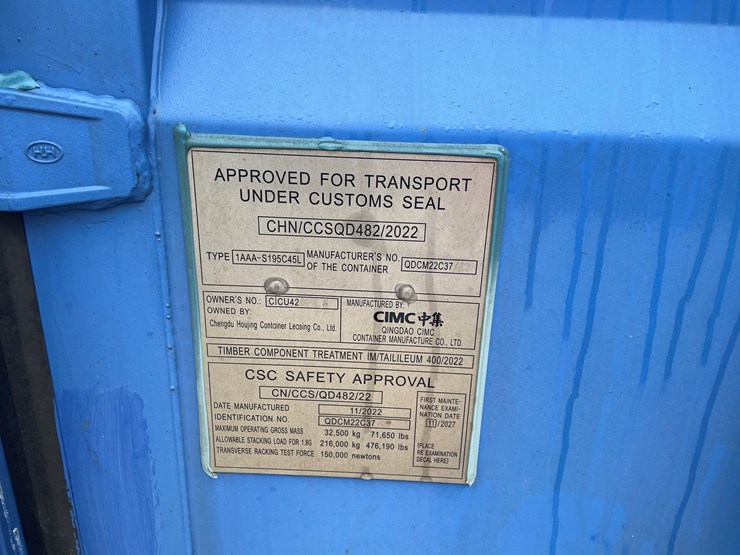 APPROVED FOR TRANSPORT
UNDER CUSTOMS SEAL
CHN/CCSQD482/2022
TYPE 1AAA-S195C45L MANUFACTURER'S NO. OF THE CONTAINER QDCM22C37
OWNER'S NO.: CICU42
OWNED BY:
Chengdu Houjing Container Leasing Co., Ltd.
MANUFACTURED BY:
CIMC中集
QINGDAO CIMC
CONTAINER MANUFACTURE CO., LTD.
TIMBER COMPONENT TREATMENT IM/TAILILEUM 400/2022
CSC SAFETY APPROVAL
CN/CCS/QD482/22
DATE MANUFACTURED 11/2022
IDENTIFICATION NO. QDCM22C37
MAXIMUM OPERATING GROSS MASS 32,500 kg 71,650 lbs
ALLOWABLE STACKING LOAD FOR 1.8G 216,000 kg 476,190 lbs
TRANSVERSE RACKING TEST FORCE 150,000 newtons
FIRST MAINTE-
NANCE EXAMI-
NATION DATE
11/2027
(PLACE
RE EXAMINATION
DECAL HERE)